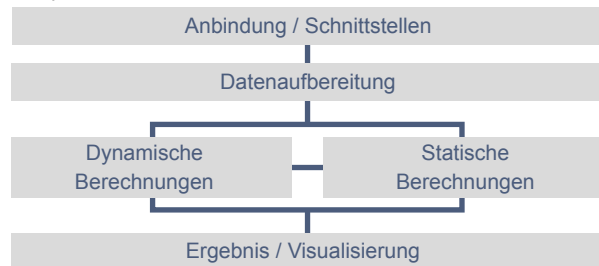 Anbindung / Schnittstellen
Datenaufbereitung
Dynamische
Berechnungen
Statische
Berechnungen
Ergebnis / Visualisierung